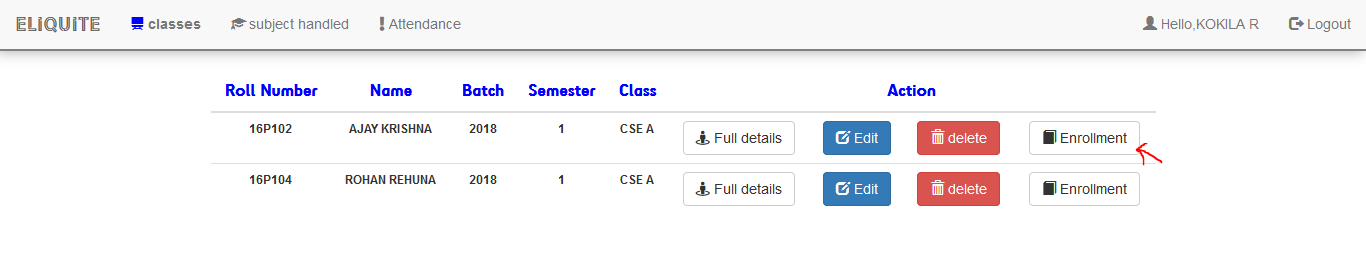 ELIQUITE classes subject handled Attendance Hello,KOKILA R Logout
Roll Number Name Batch Semester Class Action
16P102 AJAY KRISHNA 2018 1 CSE A Full details Edit delete Enrollment
16P104 ROHAN REHUNA 2018 1 CSE A Full details Edit delete Enrollment